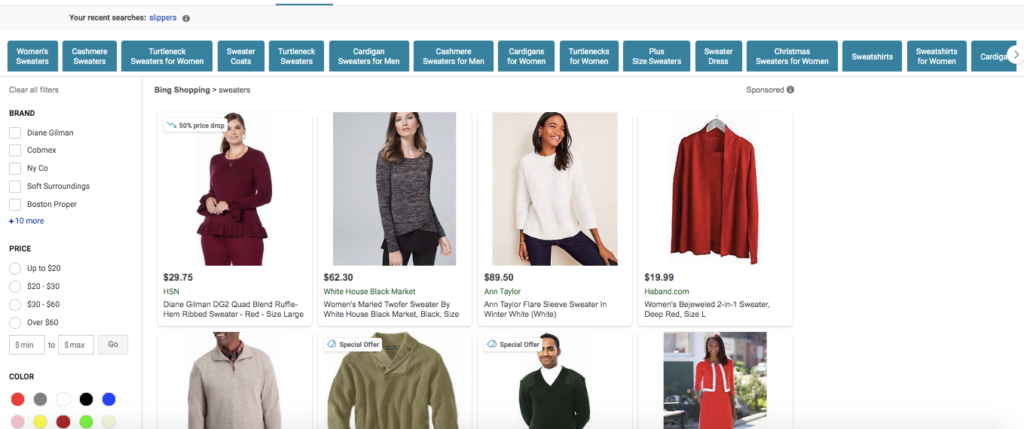 Your recent searches: slippers
Women's
Sweaters
Cashmere
Sweaters
Turtleneck
Sweaters for Women
Sweater
Coats
Turtleneck
Sweaters
Cardigan
Sweaters for Men
Cashmere
Sweaters for Men
Cardigans
for Women
Turtlenecks
for Women
Plus
Size Sweaters
Sweater
Dress
Christmas
Sweaters for Women
Sweatshirts
Sweatshirts
for Women
Cardiga
Clear all filters
BRAND
Diane Gilman
Cobmex
Ny Co
Soft Surroundings
Boston Proper
+ 10 more
PRICE
Up to $20
$20 - $30
$30 - $60
Over $60
$ min to $ max Go
COLOR
Bing Shopping > sweaters
Sponsored
50% price drop
$29.75
HSN
Diane Gilman DG2 Quad Blend Ruffle-
Hem Ribbed Sweater - Red - Size Large
$62.30
White House Black Market
Women's Marled Twofer Sweater By
White House Black Market, Black, Size
$89.50
Ann Taylor
Ann Taylor Flare Sleeve Sweater In
Winter White (White)
$19.99
Haband.com
Women's Bejeweled 2-in-1 Sweater,
Deep Red, Size L
Special Offer
Special Offer